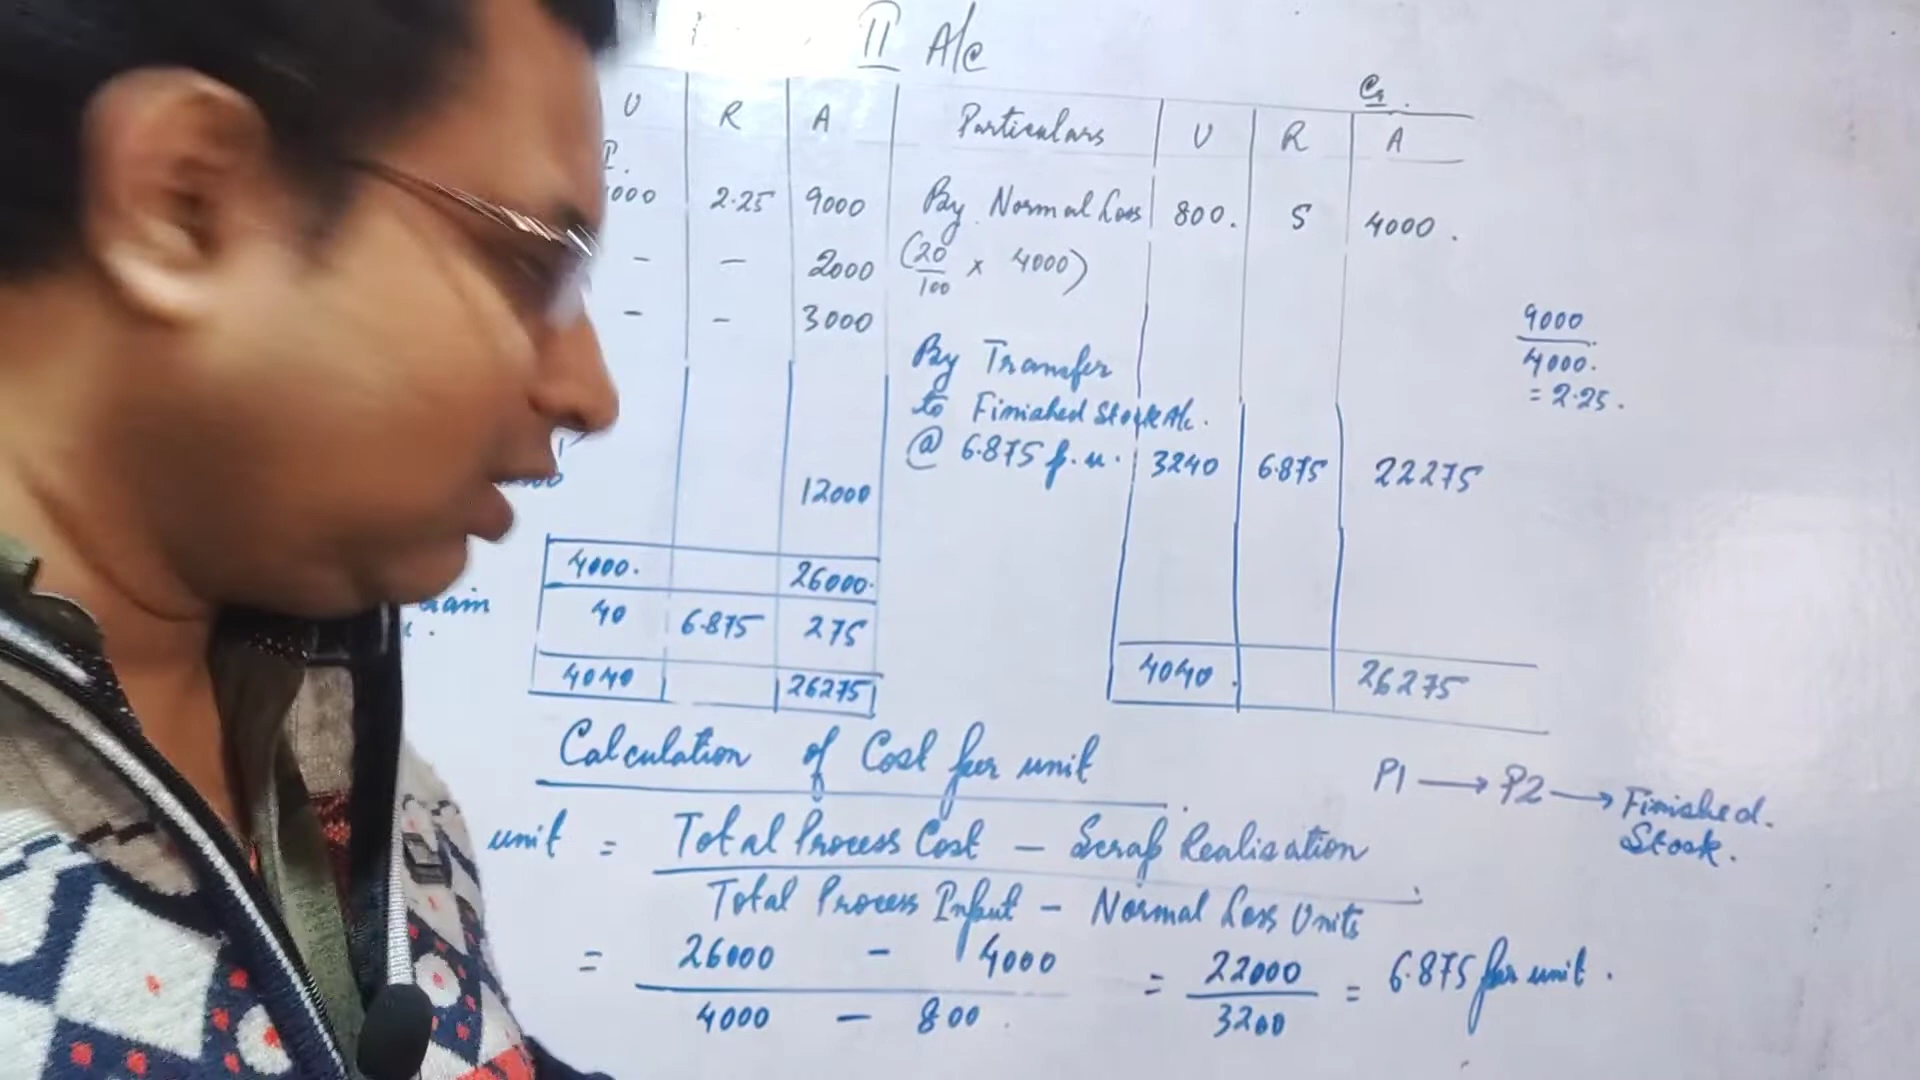 II A/c
Cr.
U R A Particulars U R A
P.
000 2.25 9000 By Normal Loss 800. 5 4000.
- - 2000 (20/100 x 4000)
- - 3000
9000/4000.
= 2.25.
By Transfer
to Finished Stock A/c.
@ 6.875 p.u. 3240 6.875 22275
12000
4000. 26000.
ain 40 6.875 275
4040 26275 4040. 26275
Calculation of Cost per unit
P1 → P2 → Finished.
Stock.
unit = Total Process Cost - Scrap Realisation
Total Process Input - Normal Loss Units
= 26000 - 4000 = 22000 = 6.875 per unit.
4000 - 800. 3200